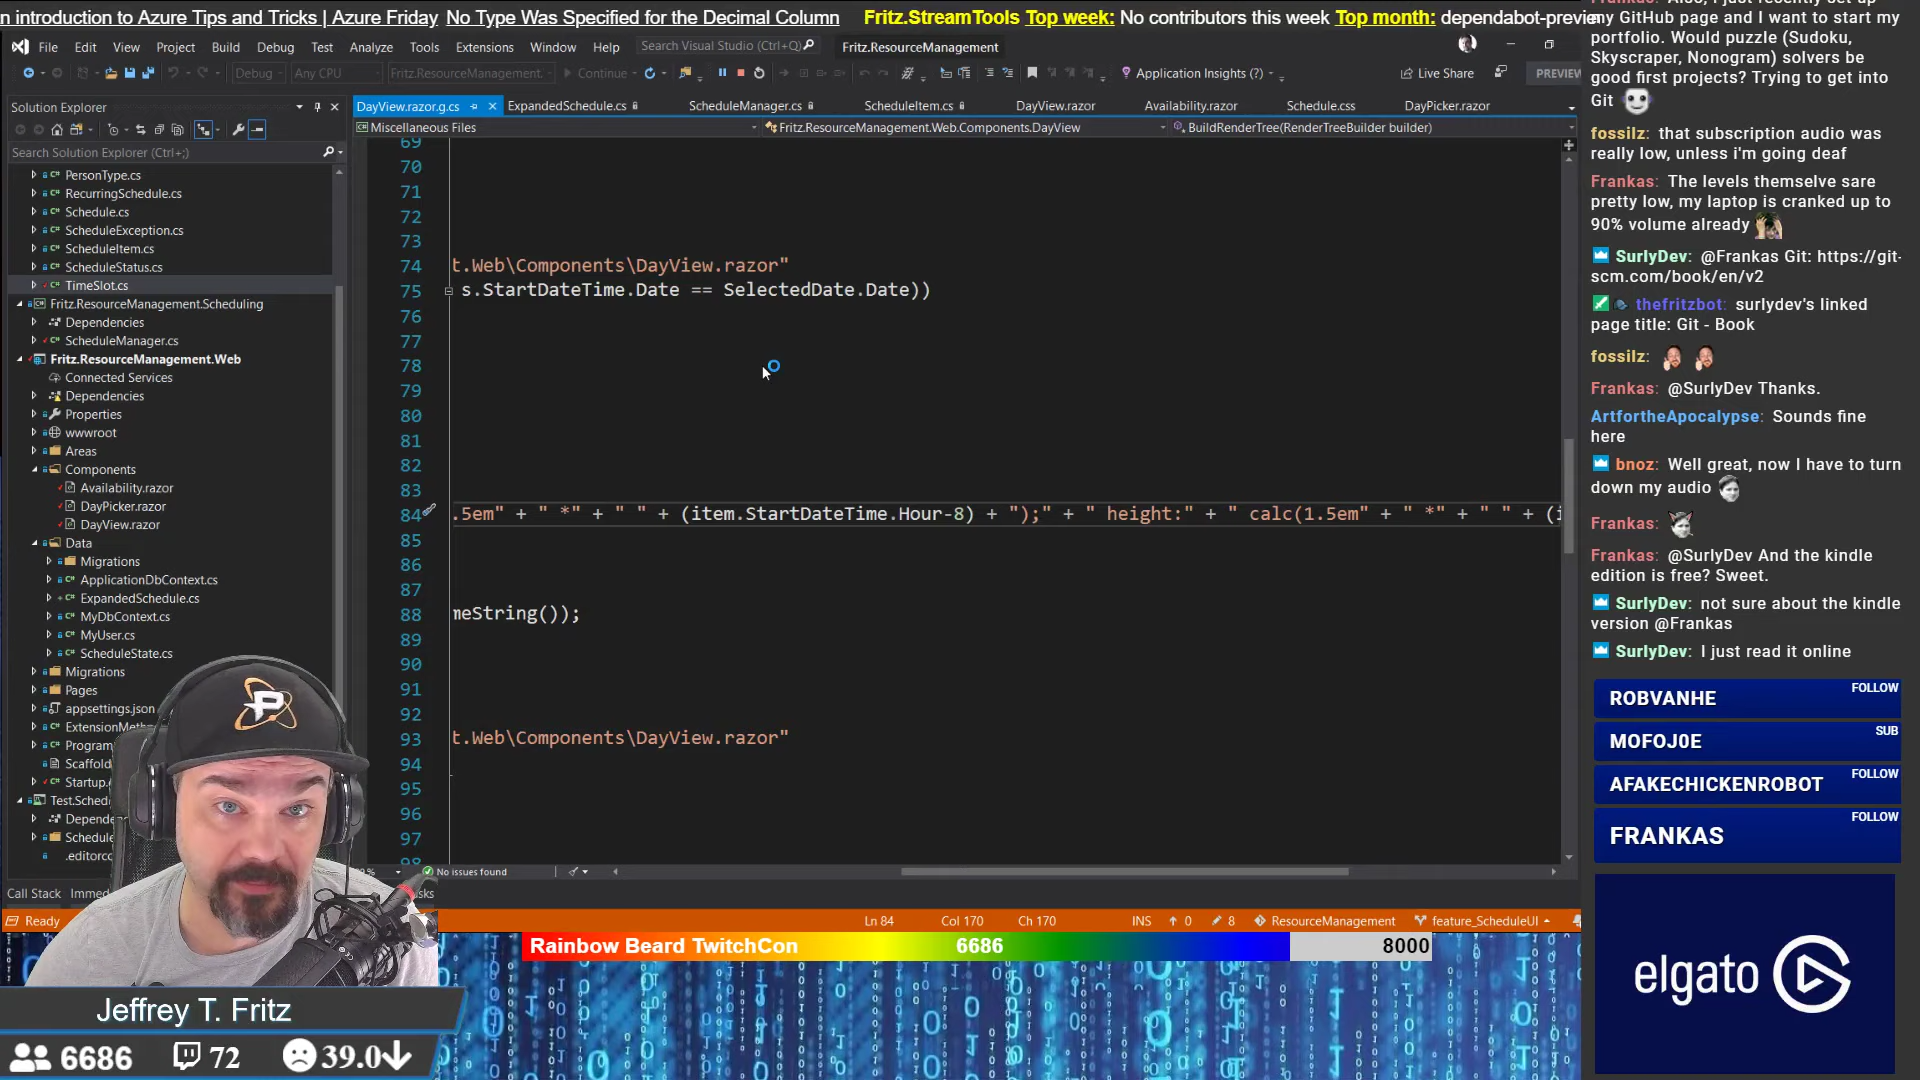 n introduction to Azure Tips and Tricks | Azure Friday No Type Was Specified for the Decimal Column Fritz.StreamTools Top week: No contributors this week Top month: dependabot-preview
File Edit View Project Build Debug Test Analyze Tools Extensions Window Help Search Visual Studio (Ctrl+Q) Fritz.ResourceManagement
Debug Any CPU Fritz.ResourceManagement. Continue Application Insights (?) Live Share PREVIEW
Solution Explorer
Search Solution Explorer (Ctrl+;)
PersonType.cs
RecurringSchedule.cs
Schedule.cs
ScheduleException.cs
ScheduleItem.cs
ScheduleStatus.cs
TimeSlot.cs
Fritz.ResourceManagement.Scheduling
Dependencies
ScheduleManager.cs
Fritz.ResourceManagement.Web
Connected Services
Dependencies
Properties
wwwroot
Areas
Components
Availability.razor
DayPicker.razor
DayView.razor
Data
Migrations
ApplicationDbContext.cs
ExpandedSchedule.cs
MyDbContext.cs
MyUser.cs
ScheduleState.cs
Migrations
Pages
appsettings.json
ExtensionMeth
Program
Scaffold
Startup.
Test.Sched
Depende
Schedule
.editorco
Call Stack Immed
DayView.razor.g.cs ExpandedSchedule.cs ScheduleManager.cs ScheduleItem.cs DayView.razor Availability.razor Schedule.css DayPicker.razor
Miscellaneous Files Fritz.ResourceManagement.Web.Components.DayView BuildRenderTree(RenderTreeBuilder builder)
69
70
71
72
73
74 t.Web\Components\DayView.razor"
75 s.StartDateTime.Date == SelectedDate.Date))
76
77
78
79
80
81
82
83
84 .5em" + " *" + " " + (item.StartDateTime.Hour-8) + ");" + " height:" + " calc(1.5em" + " *" + " " + (i
85
86
87
88 meString());
89
90
91
92
93 t.Web\Components\DayView.razor"
94
95
96
97
98
No issues found
Ready Ln 84 Col 170 Ch 170 INS 0 8 ResourceManagement feature_ScheduleUI
Rainbow Beard TwitchCon 6686 8000
Jeffrey T. Fritz
6686 72 39.0
Frankas: Also, I just recently set up
my GitHub page and I want to start my
portfolio. Would puzzle (Sudoku,
Skyscraper, Nonogram) solvers be
good first projects? Trying to get into
Git
fossilz: that subscription audio was
really low, unless i'm going deaf
Frankas: The levels themselve sare
pretty low, my laptop is cranked up to
90% volume already
SurlyDev: @Frankas Git: https://git-
scm.com/book/en/v2
thefritzbot: surlydev's linked
page title: Git - Book
fossilz:
Frankas: @SurlyDev Thanks.
ArtfortheApocalypse: Sounds fine
here
bnoz: Well great, now I have to turn
down my audio
Frankas:
Frankas: @SurlyDev And the kindle
edition is free? Sweet.
SurlyDev: not sure about the kindle
version @Frankas
SurlyDev: I just read it online
ROBVANHE FOLLOW
MOFOJ0E SUB
AFAKECHICKENROBOT FOLLOW
FRANKAS FOLLOW
elgato